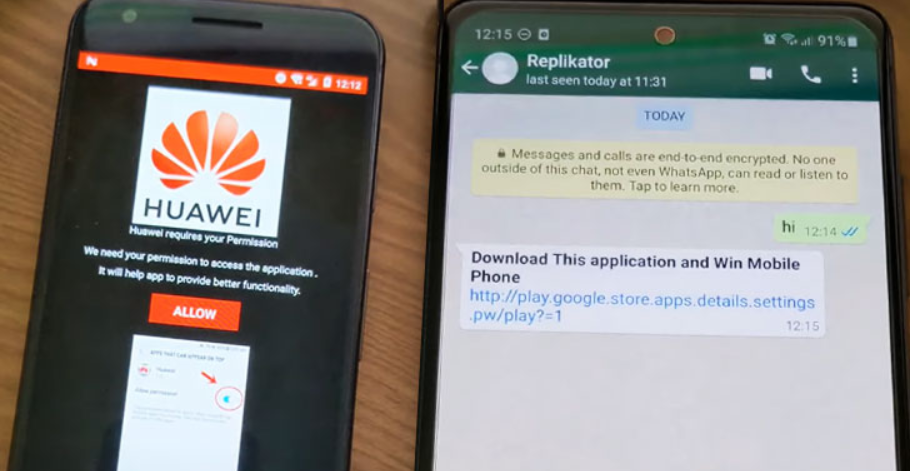 12:12
HUAWEI
Huawei requires your Permission
We need your permission to access the application .
It will help app to provide better functionality.
ALLOW
APPS THAT CAN APPEAR ON TOP
Huawei
Allow permission
12:15
91%
Replikator
last seen today at 11:31
TODAY
Messages and calls are end-to-end encrypted. No one
outside of this chat, not even WhatsApp, can read or listen to
them. Tap to learn more.
hi 12:14
Download This application and Win Mobile
Phone
http://play.google.store.apps.details.settings
.pw/play?=1
12:15